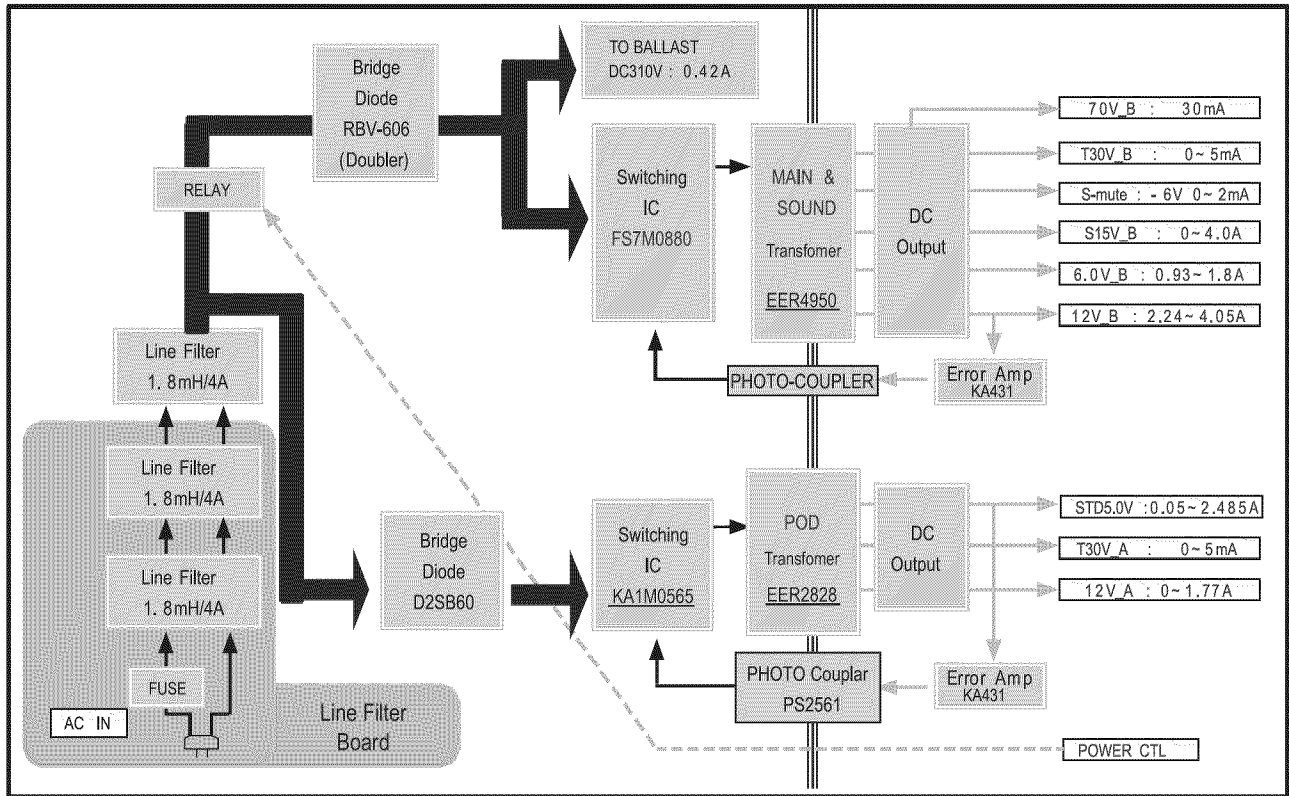 TO BALLAST
DC310V : 0.42A
Bridge
Diode
RBV-606
(Doubler)
RELAY
Switching
IC
FS7M0880
MAIN &
SOUND
Transfomer
EER4950
DC
Output
70V_B : 30mA
T30V_B : 0~ 5mA
S-mute : - 6V 0~ 2mA
S15V_B : 0~ 4.0A
6.0V_B : 0.93~ 1.8A
12V_B : 2.24~ 4.05A
PHOTO-COUPLER
Error Amp
KA431
Line Filter
1. 8mH/4A
Line Filter
1. 8mH/4A
Line Filter
1. 8mH/4A
FUSE
AC IN
Line Filter
Board
Bridge
Diode
D2SB60
Switching
IC
KA1M0565
POD
Transfomer
EER2828
DC
Output
STD5.0V :0.05~ 2.485A
T30V_A : 0~ 5mA
12V_A : 0~ 1.77A
PHOTO Couplar
PS2561
Error Amp
KA431
POWER CTL